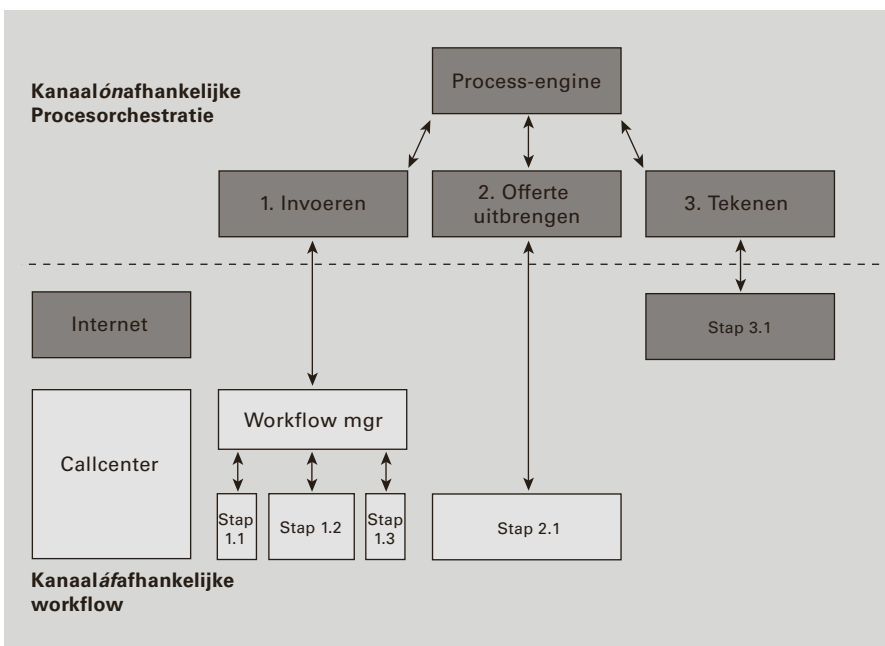 Kanaalónafhankelijke
Procesorchestratie
Process-engine
1. Invoeren
2. Offerte
uitbrengen
3. Tekenen
Internet
Stap 3.1
Callcenter
Workflow mgr
Stap
1.1
Stap 1.2
Stap
1.3
Stap 2.1
Kanaaláfafhankelijke
workflow